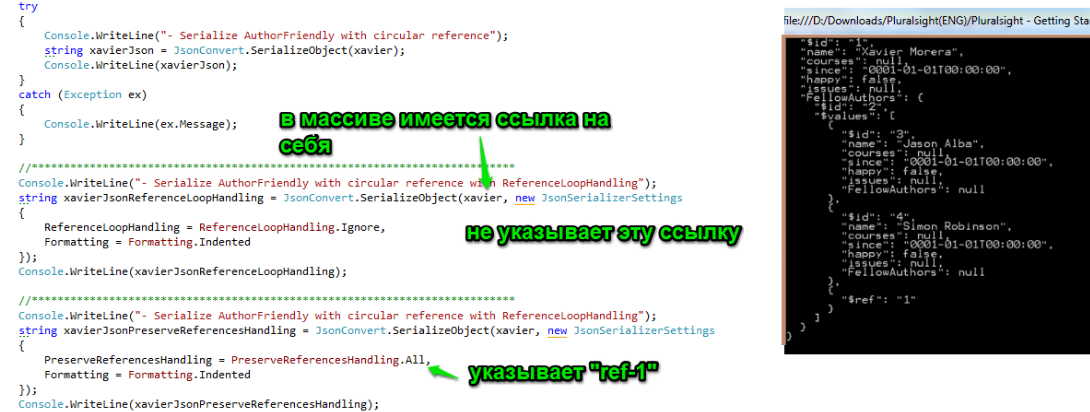 try
{
Console.WriteLine("- Serialize AuthorFriendly with circular reference");
string xavierJson = JsonConvert.SerializeObject(xavier);
Console.WriteLine(xavierJson);
}
catch (Exception ex)
{
Console.WriteLine(ex.Message);
}
в массиве имеется ссылка на
себя
//***************************************************************************
Console.WriteLine("- Serialize AuthorFriendly with circular reference with ReferenceLoopHandling");
string xavierJsonReferenceLoopHandling = JsonConvert.SerializeObject(xavier, new JsonSerializerSettings
{
ReferenceLoopHandling = ReferenceLoopHandling.Ignore,
Formatting = Formatting.Indented
});
не указывает эту ссылку
Console.WriteLine(xavierJsonReferenceLoopHandling);
//***************************************************************************
Console.WriteLine("- Serialize AuthorFriendly with circular reference with ReferenceLoopHandling");
string xavierJsonPreserveReferencesHandling = JsonConvert.SerializeObject(xavier, new JsonSerializerSettings
{
PreserveReferencesHandling = PreserveReferencesHandling.All,
Formatting = Formatting.Indented
});
указывает "ref-1"
Console.WriteLine(xavierJsonPreserveReferencesHandling);
file:///D:/Downloads/Pluralsight(ENG)/Pluralsight - Getting Sta
"$id": "1",
"name": "Xavier Morera",
"courses": null,
"since": "0001-01-01T00:00:00",
"happy": false,
"issues": null,
"FellowAuthors": {
"$id": "2",
"$values": [
{
"$id": "3",
"name": "Jason Alba",
"courses": null,
"since": "0001-01-01T00:00:00",
"happy": false,
"issues": null,
"FellowAuthors": null
},
{
"$id": "4",
"name": "Simon Robinson",
"courses": null,
"since": "0001-01-01T00:00:00",
"happy": false,
"issues": null,
"FellowAuthors": null
},
{
"$ref": "1"
}
]
}
}